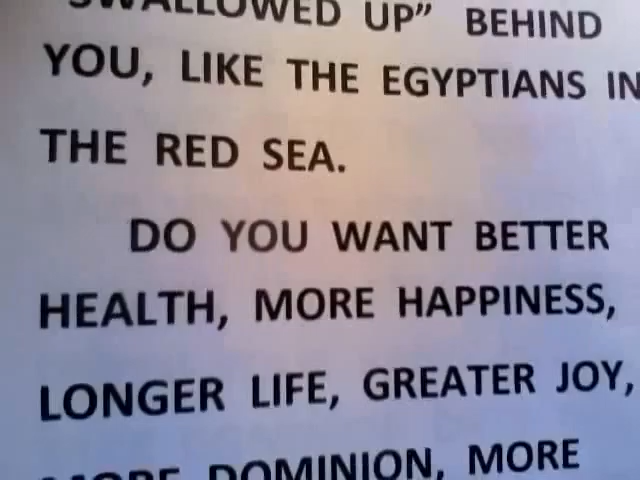 "SWALLOWED UP" BEHIND
YOU, LIKE THE EGYPTIANS IN
THE RED SEA.
DO YOU WANT BETTER
HEALTH, MORE HAPPINESS,
LONGER LIFE, GREATER JOY,
MORE DOMINION, MORE